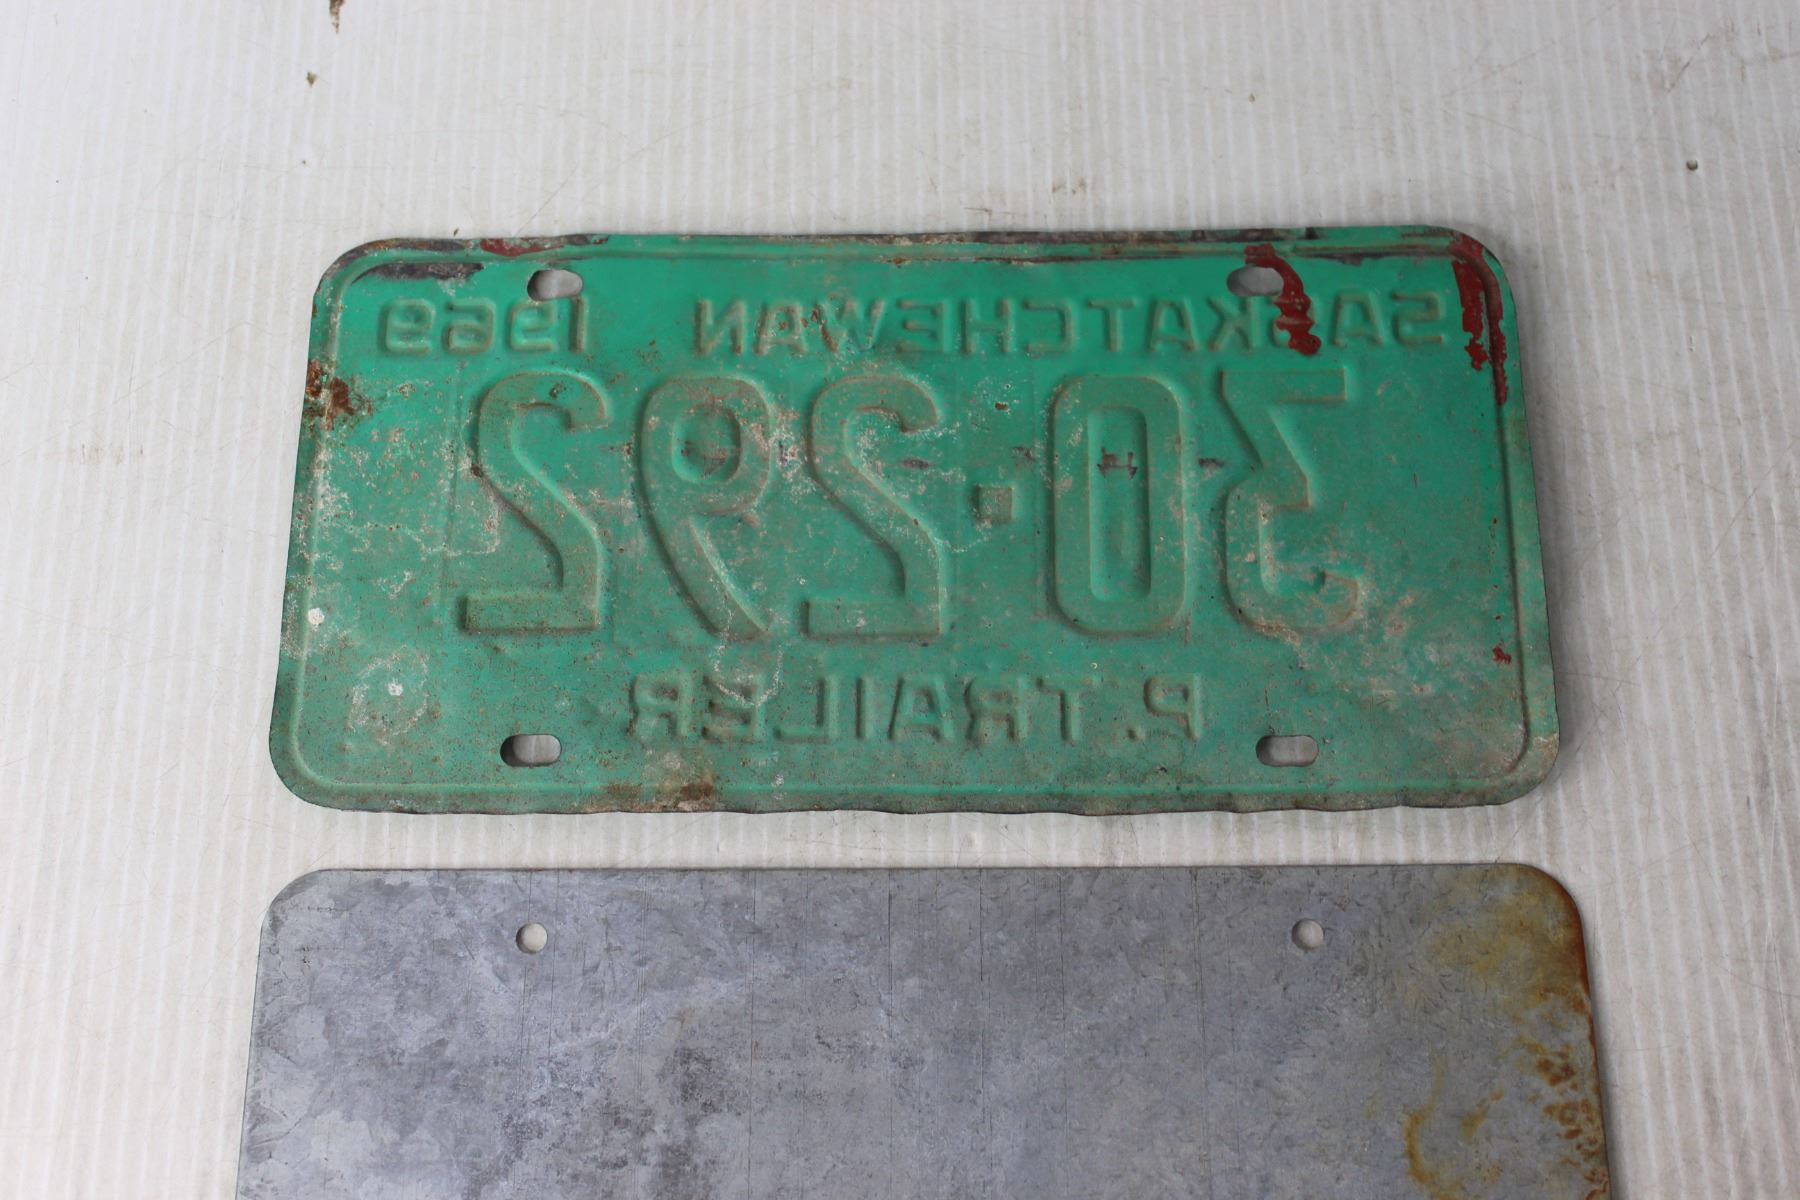 SASKATCHEWAN 1969
30·292
P. TRAILER